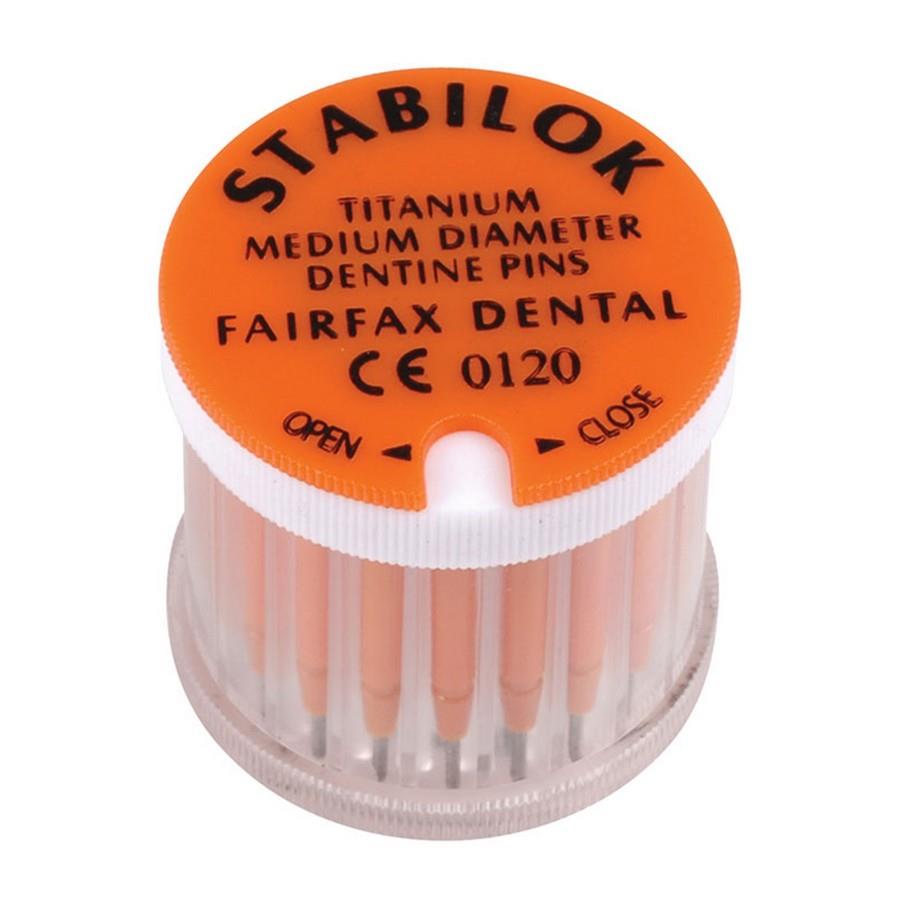 STABILOK
TITANIUM
MEDIUM DIAMETER
DENTINE PINS
FAIRFAX DENTAL
CE 0120
OPEN ◄ ► CLOSE